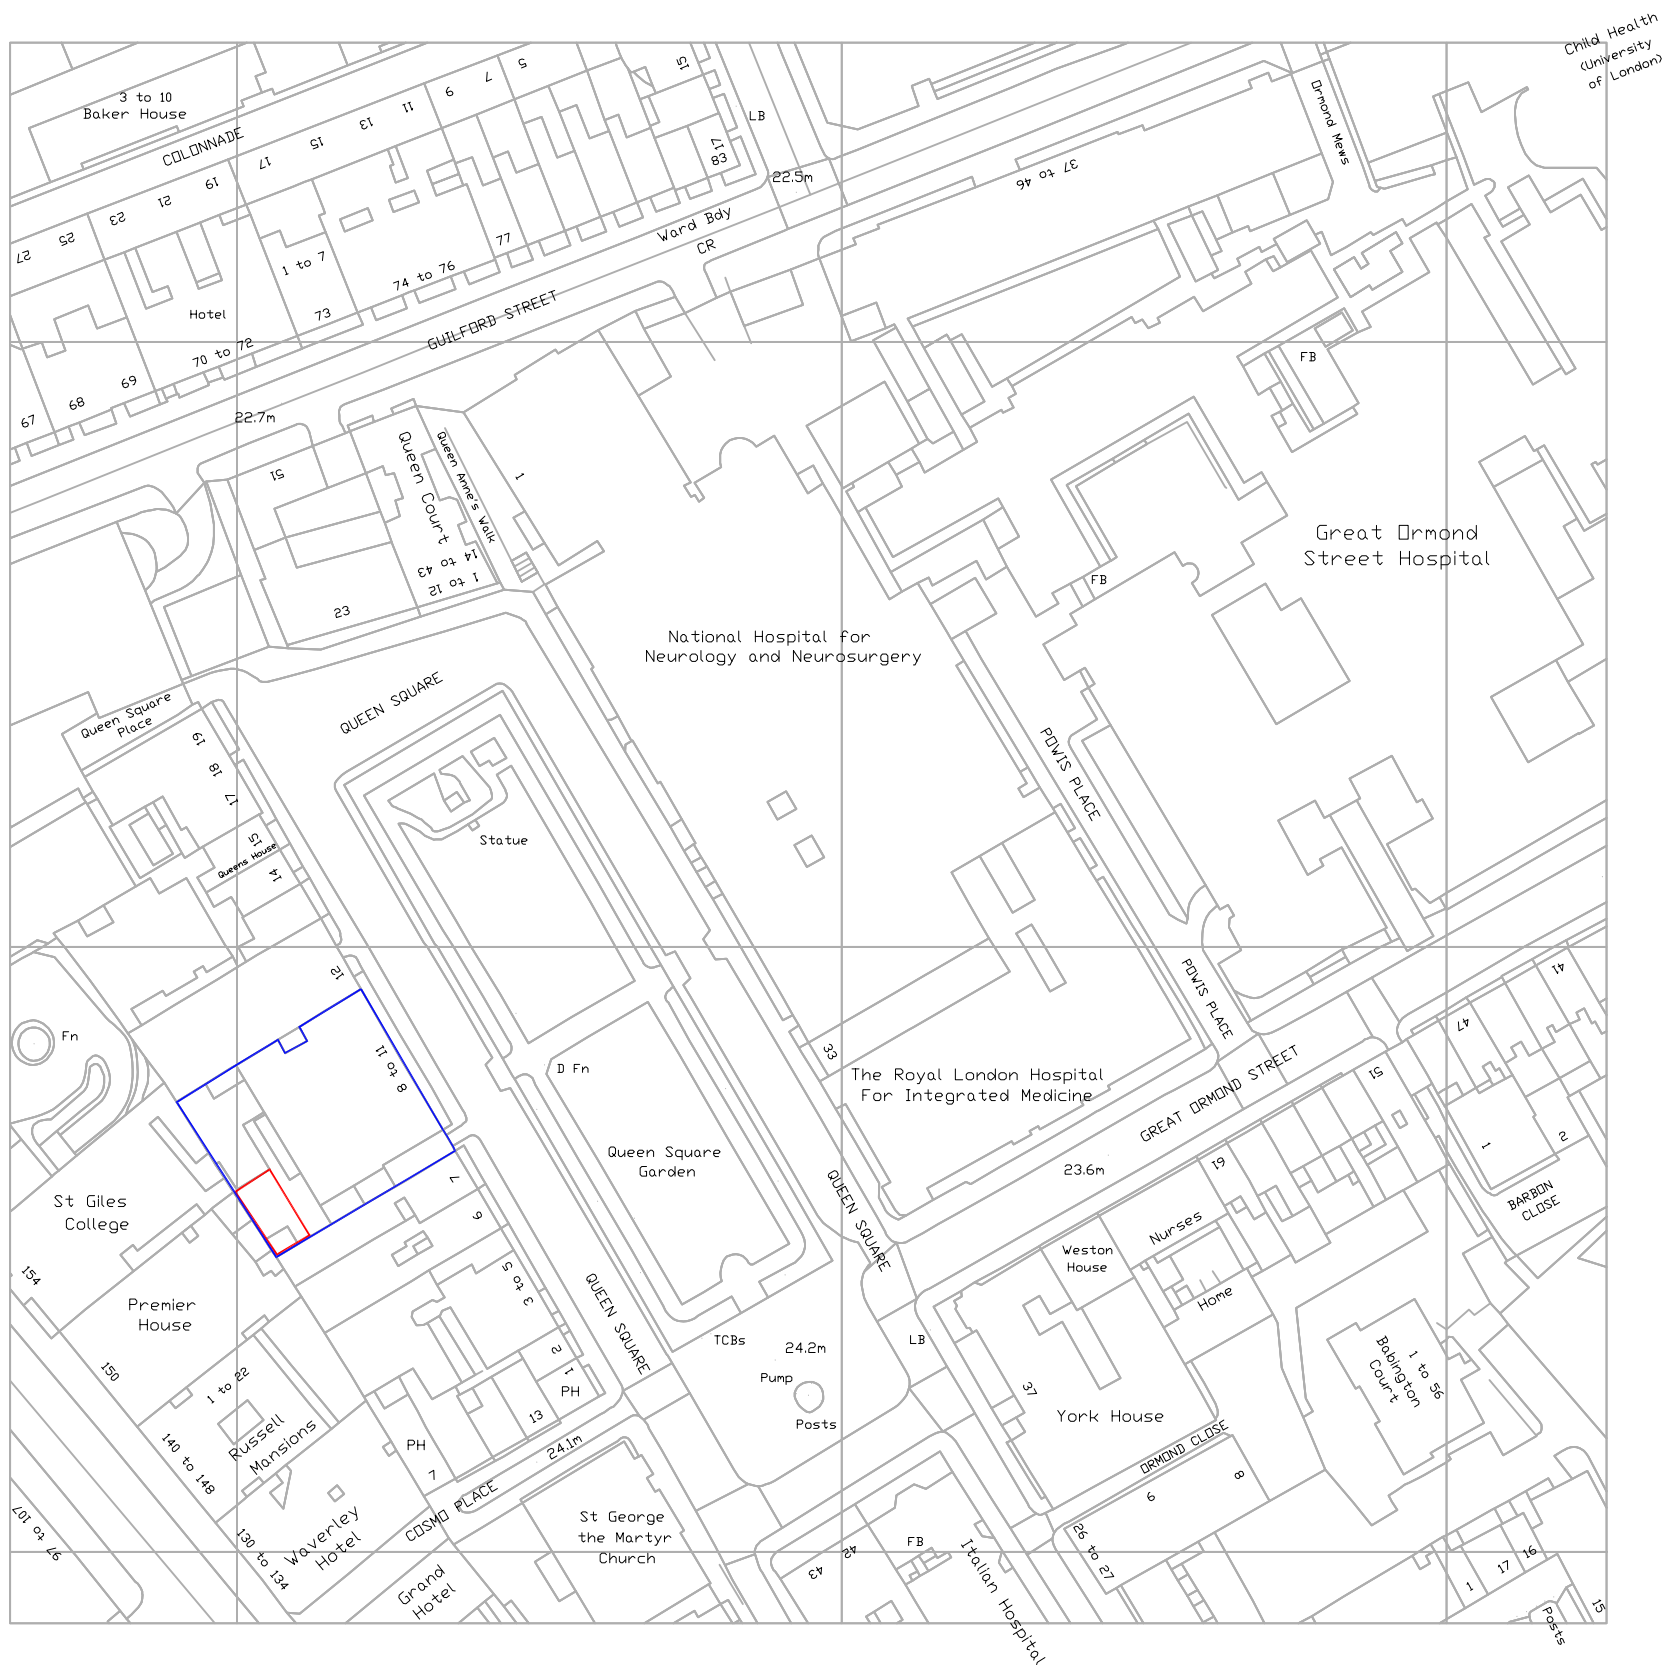 Child Health
(University
of London)
3 to 10
Baker House
COLONNADE
5
7
9
11
13
15
17
19
21
23
25
27
15
LB
17
83
22.5m
Ormond Mews
37 to 46
Ward Bdy
CR
77
74 to 76
1 to 7
73
Hotel
70 to 72
69
68
67
GUILFORD STREET
22.7m
FB
51
Queen Court
14 to 43
1 to 12
Queen Anne's Walk
1
23
Great Ormond
Street Hospital
FB
National Hospital for
Neurology and Neurosurgery
QUEEN SQUARE
Queen Square
Place
19
18
17
15
Queens House
14
Statue
POWIS PLACE
POWIS PLACE
12
Fn
11 to 8
D Fn
33
The Royal London Hospital
For Integrated Medicine
GREAT ORMOND STREET
41
47
51
1
2
BARBON
CLOSE
Queen Square
Garden
23.6m
St Giles
College
7
6
3 to 5
2
1
PH
13
QUEEN SQUARE
QUEEN SQUARE
61
Nurses
Home
Weston
House
154
Premier
House
150
1 to 22
Russell
Mansions
140 to 148
TCBs
24.2m
Pump
Posts
LB
37
York House
1 to 56
Babington
Court
ORMOND CLOSE
8
6
PH
7
24.1m
COSMO PLACE
Waverley
Hotel
130 to
134
97 to 107
Grand
Hotel
St George
the Martyr
Church
43
42
FB
Italian Hospital
26 to 27
1
17
16
15
Posts